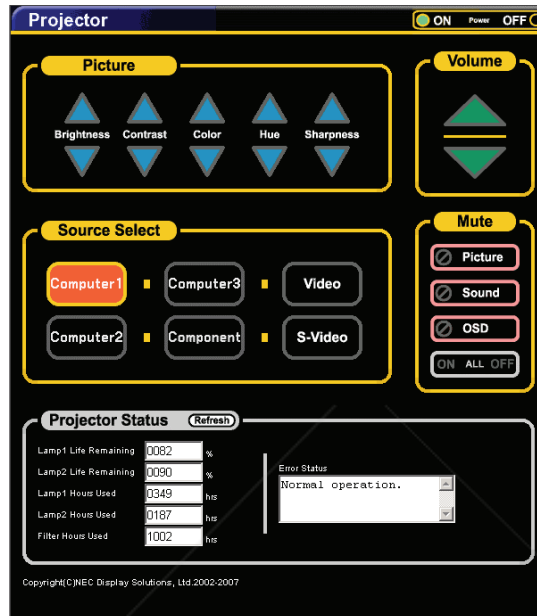 Projector
ON Power OFF
Picture
Brightness Contrast Color Hue Sharpness
Volume
Source Select
Computer1 Computer3 Video
Computer2 Component S-Video
Mute
Picture
Sound
OSD
ON ALL OFF
Projector Status Refresh
Lamp1 Life Remaining 0082 %
Lamp2 Life Remaining 0090 %
Lamp1 Hours Used 0349 hrs
Lamp2 Hours Used 0187 hrs
Filter Hours Used 1002 hrs
Error Status
Normal operation.
Copyright(C)NEC Display Solutions, Ltd.2002-2007